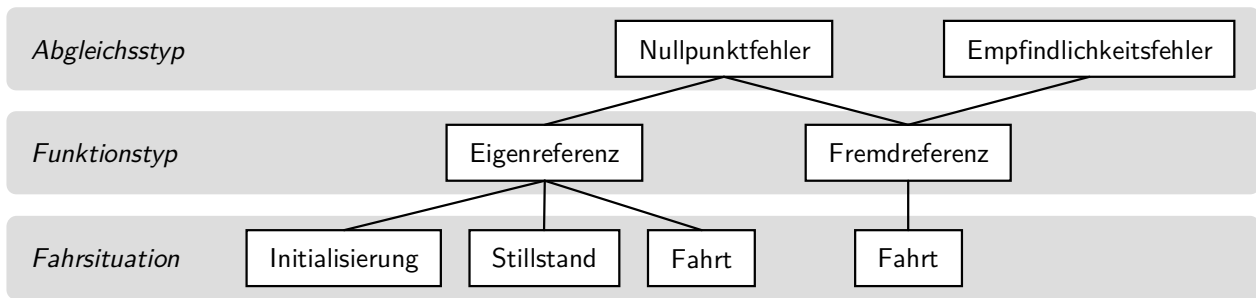 Abgleichsstyp Nullpunktfehler Empfindlichkeitsfehler
Funktionstyp Eigenreferenz Fremdreferenz
Fahrsituation Initialisierung Stillstand Fahrt Fahrt